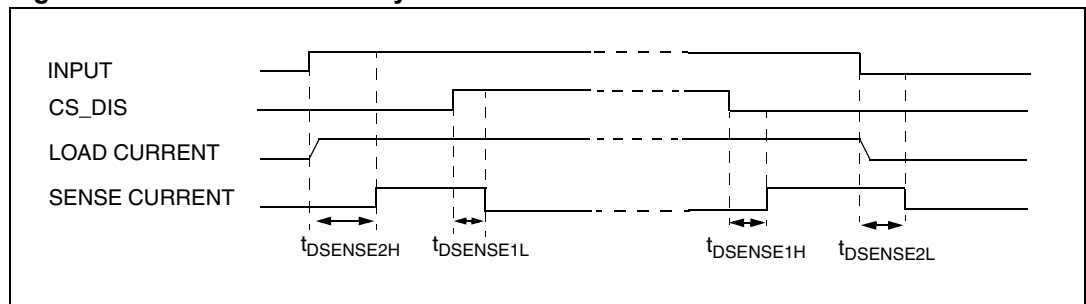 INPUT
CS_DIS
LOAD CURRENT
SENSE CURRENT
tDSENSE2H tDSENSE1L tDSENSE1H tDSENSE2L